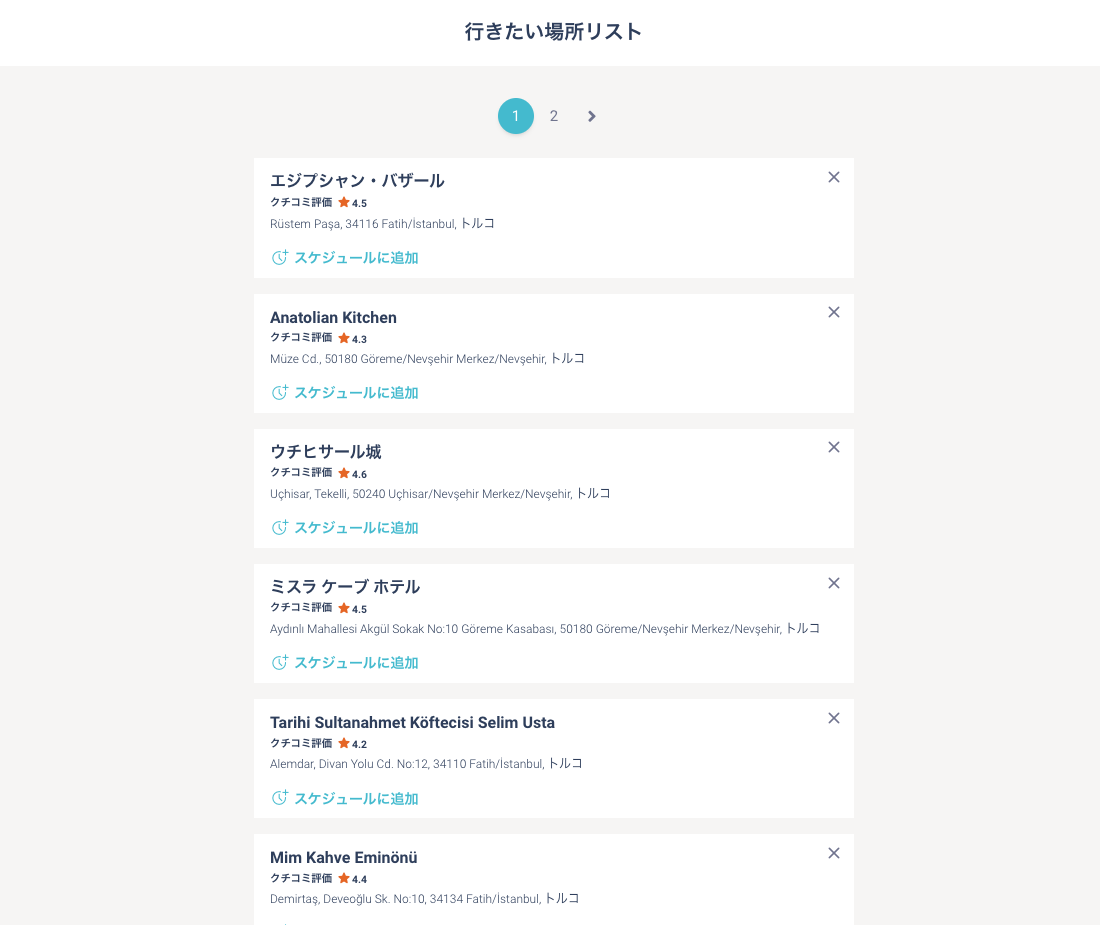 行きたい場所リスト
1 2
エジプシャン・バザール
クチコミ評価 4.5
Rüstem Paşa, 34116 Fatih/İstanbul, トルコ
スケジュールに追加
Anatolian Kitchen
クチコミ評価 4.3
Müze Cd., 50180 Göreme/Nevşehir Merkez/Nevşehir, トルコ
スケジュールに追加
ウチヒサール城
クチコミ評価 4.6
Uçhisar, Tekelli, 50240 Uçhisar/Nevşehir Merkez/Nevşehir, トルコ
スケジュールに追加
ミスラ ケーブ ホテル
クチコミ評価 4.5
Aydınlı Mahallesi Akgül Sokak No:10 Göreme Kasabası, 50180 Göreme/Nevşehir Merkez/Nevşehir, トルコ
スケジュールに追加
Tarihi Sultanahmet Köftecisi Selim Usta
クチコミ評価 4.2
Alemdar, Divan Yolu Cd. No:12, 34110 Fatih/İstanbul, トルコ
スケジュールに追加
Mim Kahve Eminönü
クチコミ評価 4.4
Demirtaş, Deveoğlu Sk. No:10, 34134 Fatih/İstanbul, トルコ